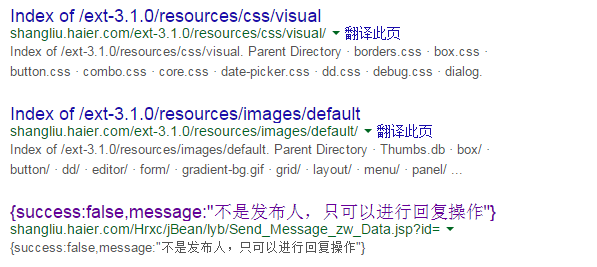 Index of /ext-3.1.0/resources/css/visual
shangliu.haier.com/ext-3.1.0/resources/css/visual/ 翻译此页
Index of /ext-3.1.0/resources/css/visual. Parent Directory · borders.css · box.css ·
button.css · combo.css · core.css · date-picker.css · dd.css · debug.css · dialog.
Index of /ext-3.1.0/resources/images/default
shangliu.haier.com/ext-3.1.0/resources/images/default/ 翻译此页
Index of /ext-3.1.0/resources/images/default. Parent Directory · Thumbs.db · box/ ·
button/ · dd/ · editor/ · form/ · gradient-bg.gif · grid/ · layout/ · menu/ · panel/ ...
{success:false,message:"不是发布人，只可以进行回复操作"}
shangliu.haier.com/Hrxc/jBean/lyb/Send_Message_zw_Data.jsp?id=
{success:false,message:"不是发布人，只可以进行回复操作"}